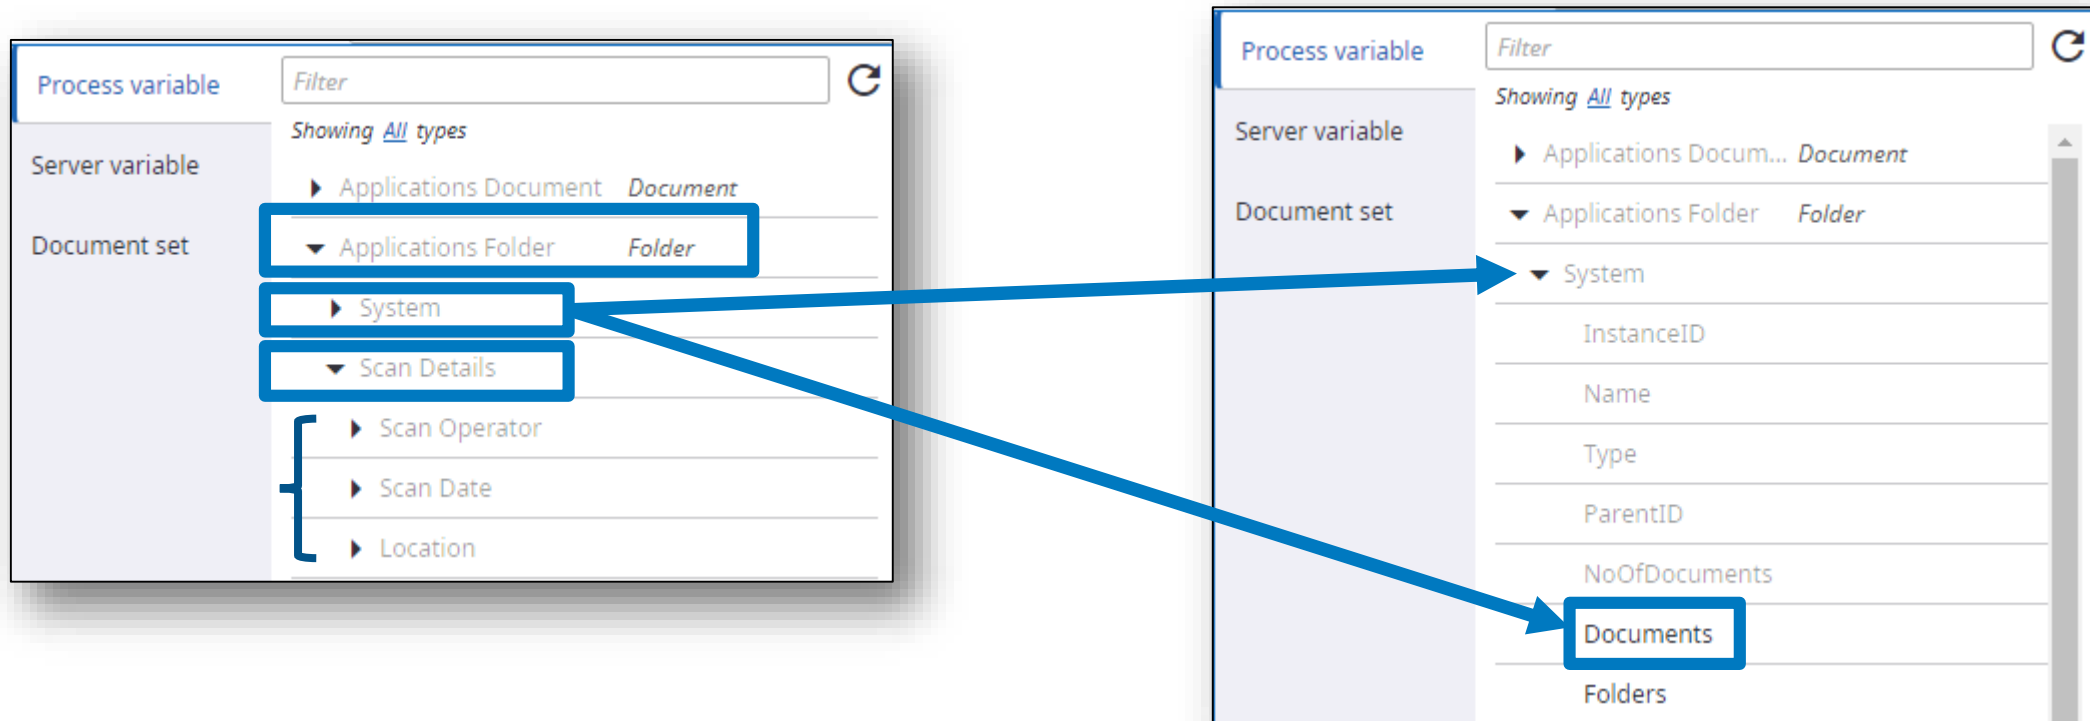 Process variable
Filter
Showing All types
Server variable
Applications Document Document
Document set
Applications Folder Folder
System
Scan Details
Scan Operator
Scan Date
Location
Process variable
Filter
Showing All types
Server variable
Applications Docum... Document
Document set
Applications Folder Folder
System
InstanceID
Name
Type
ParentID
NoOfDocuments
Documents
Folders